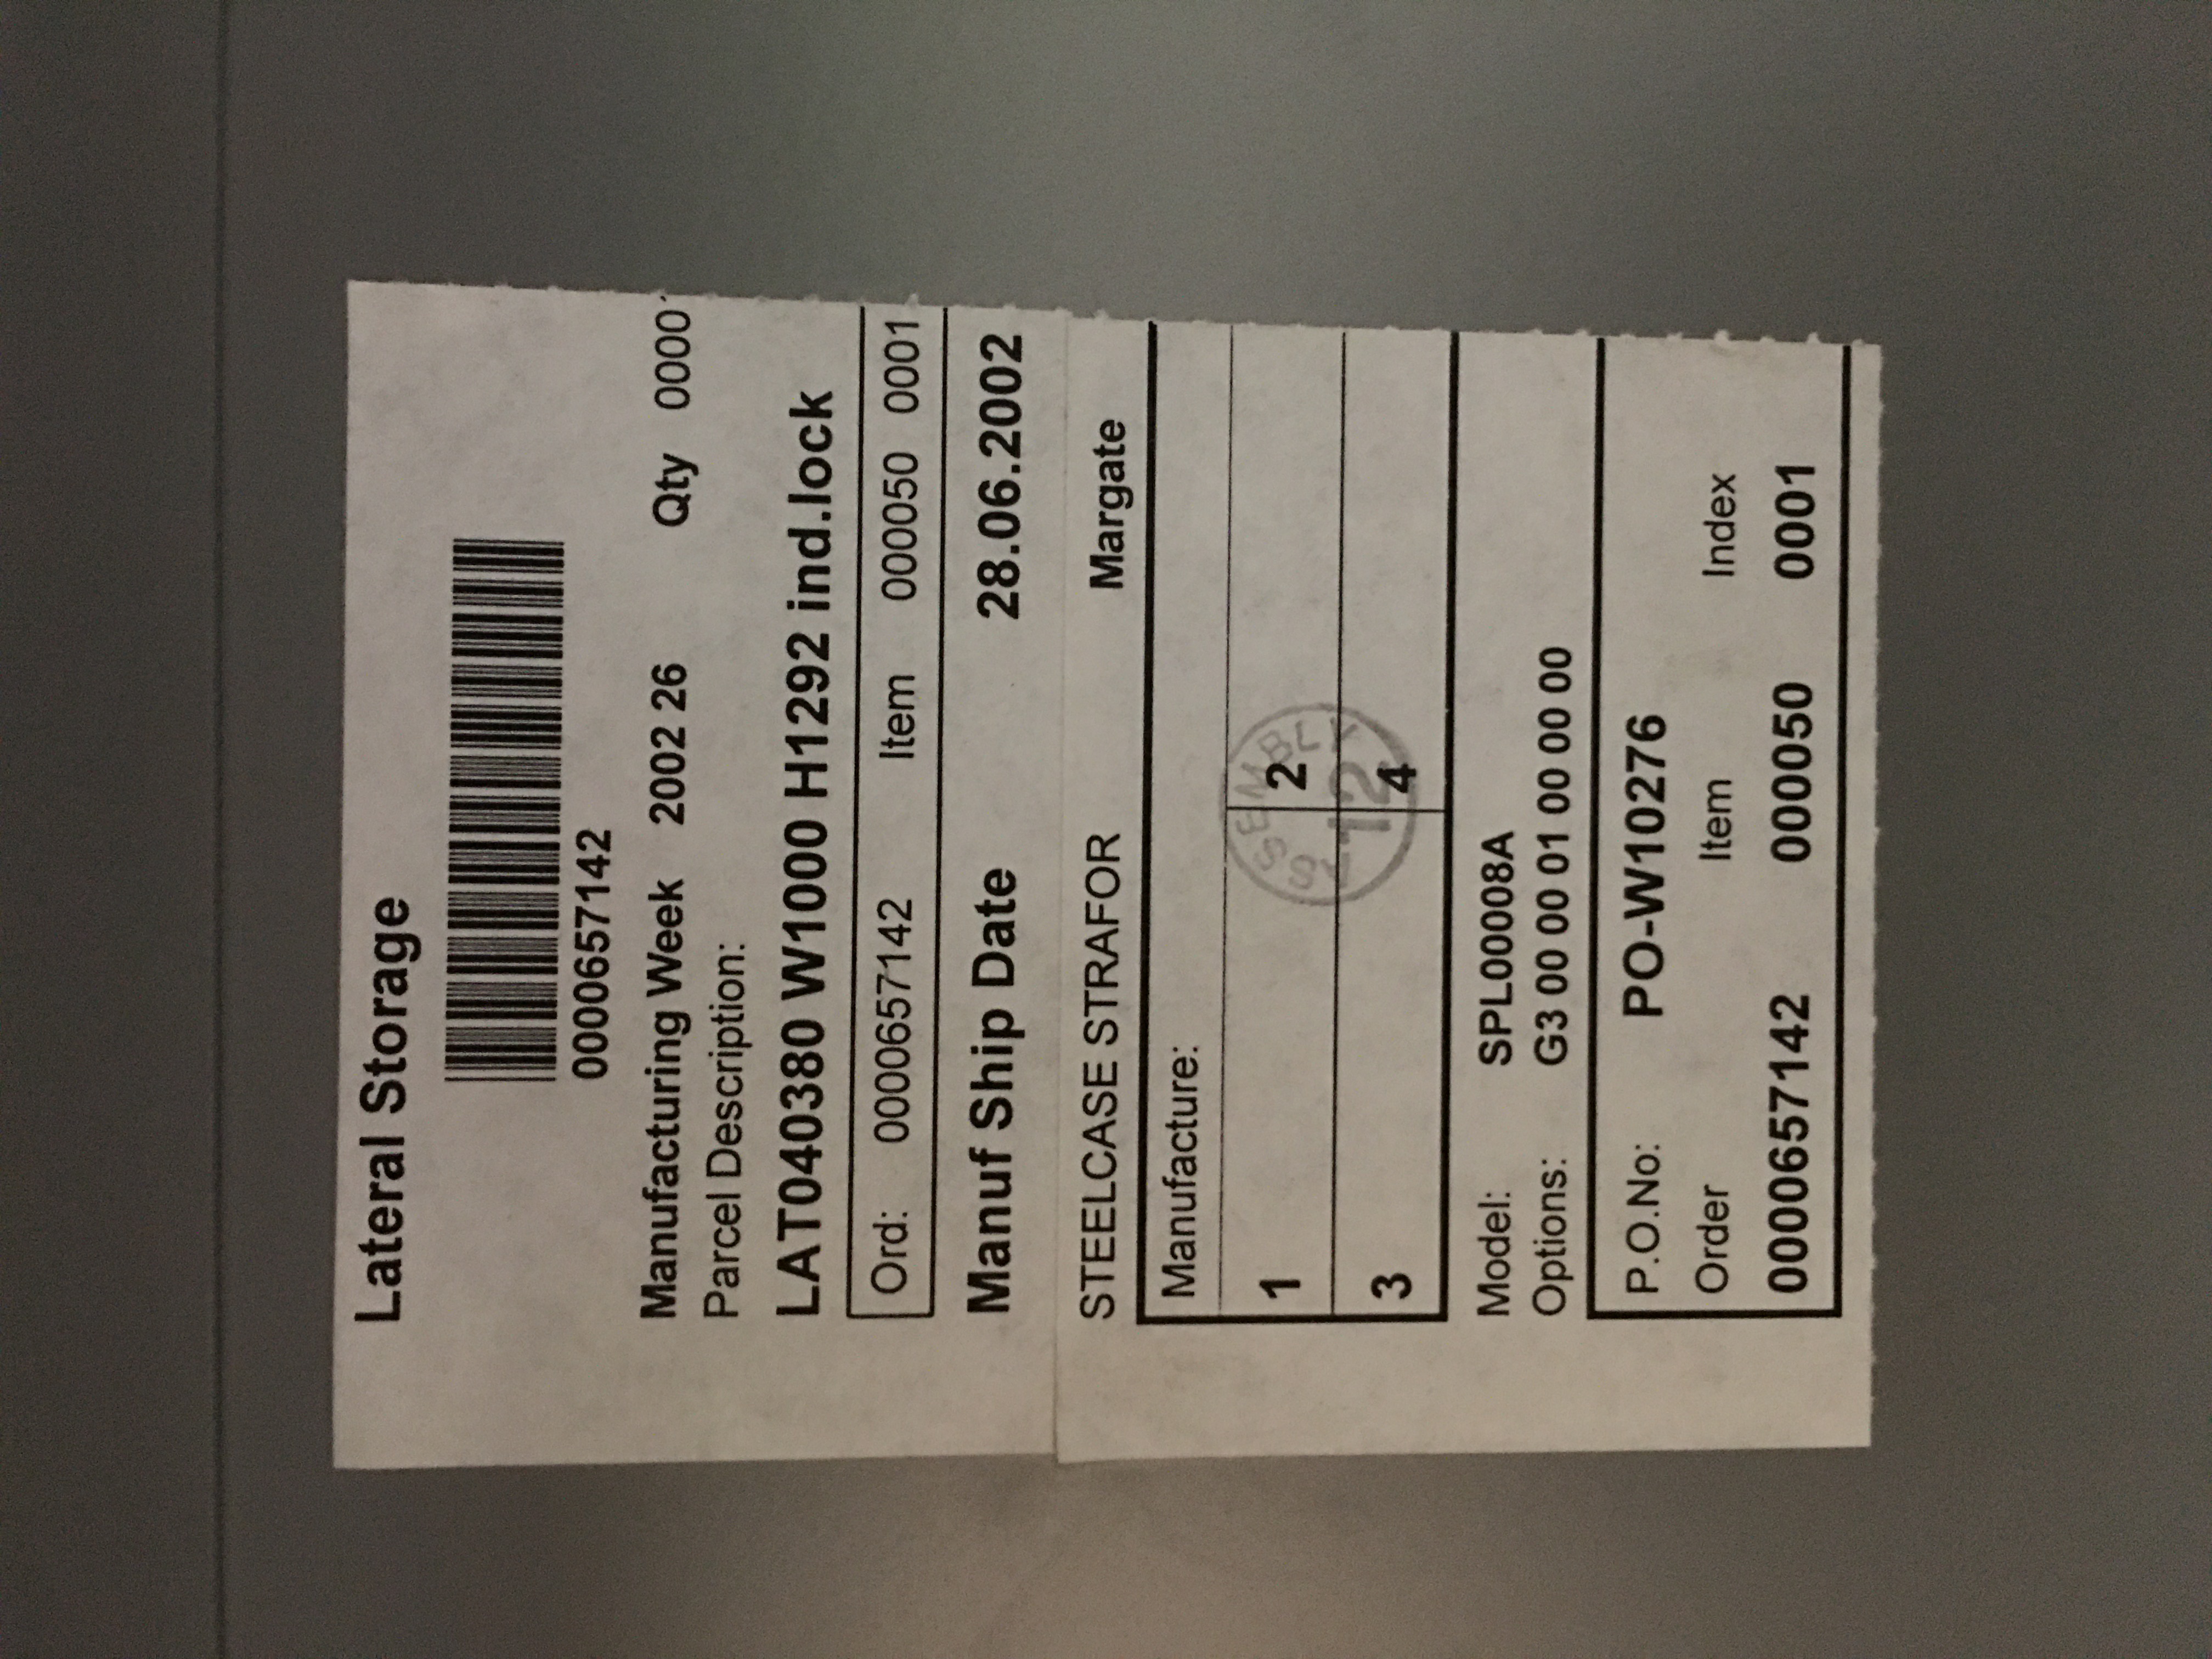 Lateral Storage
0000657142
Manufacturing Week 2002 26 Qty 0000
Parcel Description:
LAT040380 W1000 H1292 ind.lock
Ord: 0000657142 Item 000050 0001
Manuf Ship Date 28.06.2002
STEELCASE STRAFOR Margate
Manufacture:
1 2
3 4
ASSEMBLY
12
Model: SPL00008A
Options: G3 00 00 01 00 00 00
P.O.No: PO-W10276
Order Item Index
0000657142 000050 0001